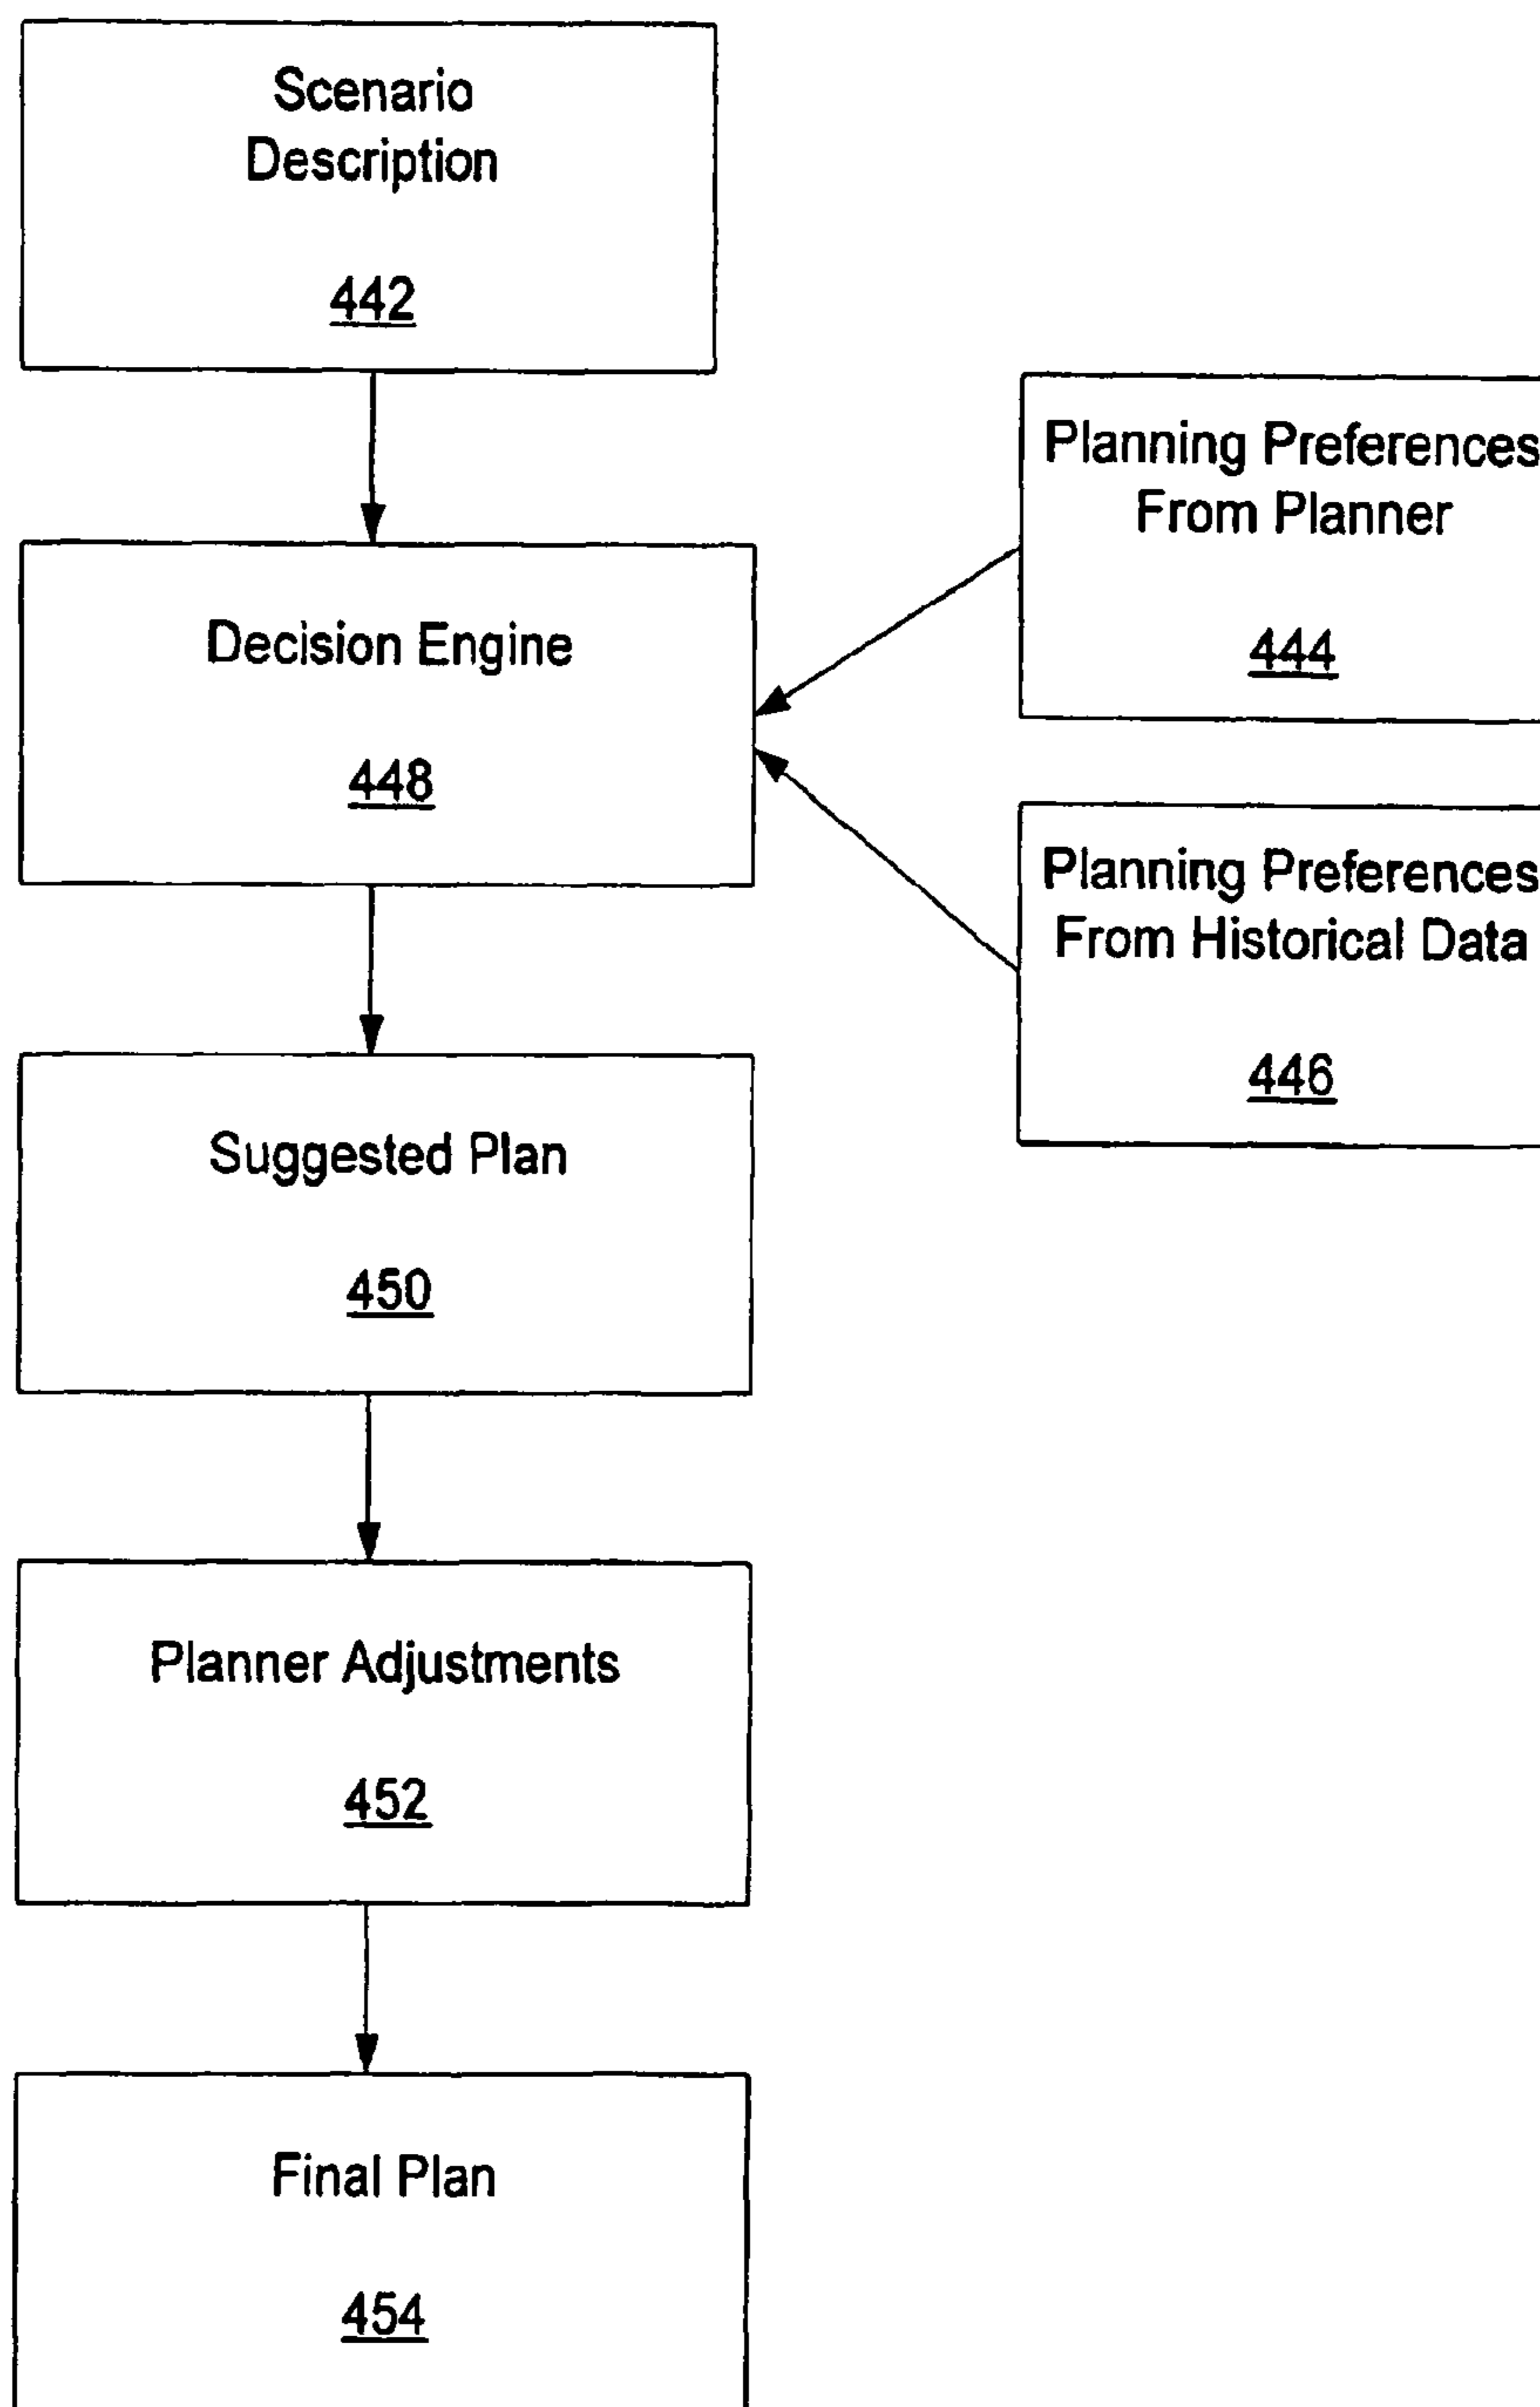 Scenario
Description
442
Planning Preferences
From Planner
444
Decision Engine
448
Planning Preferences
From Historical Data
446
Suggested Plan
450
Planner Adjustments
452
Final Plan
454